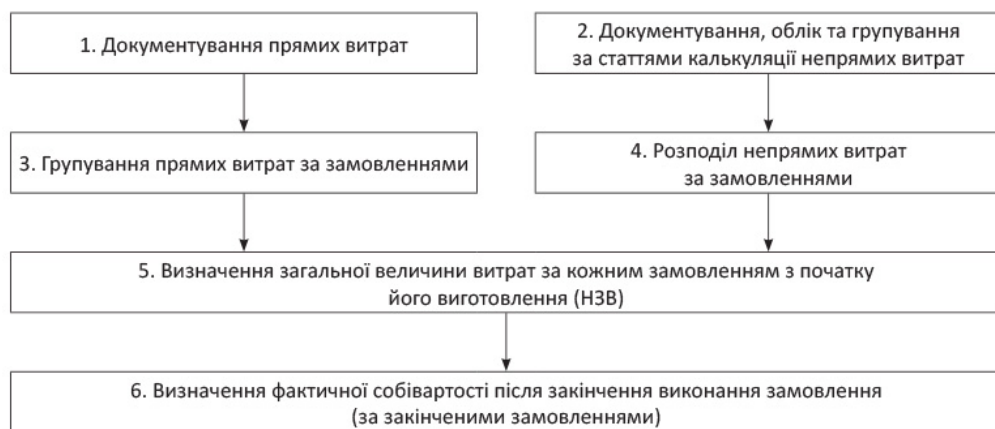 1. Документування прямих витрат
2. Документування, облік та групування
за статтями калькуляції непрямих витрат
3. Групування прямих витрат за замовленнями
4. Розподіл непрямих витрат
за замовленнями
5. Визначення загальної величини витрат за кожним замовленням з початку
його виготовлення (НЗВ)
6. Визначення фактичної собівартості після закінчення виконання замовлення
(за закінченими замовленнями)